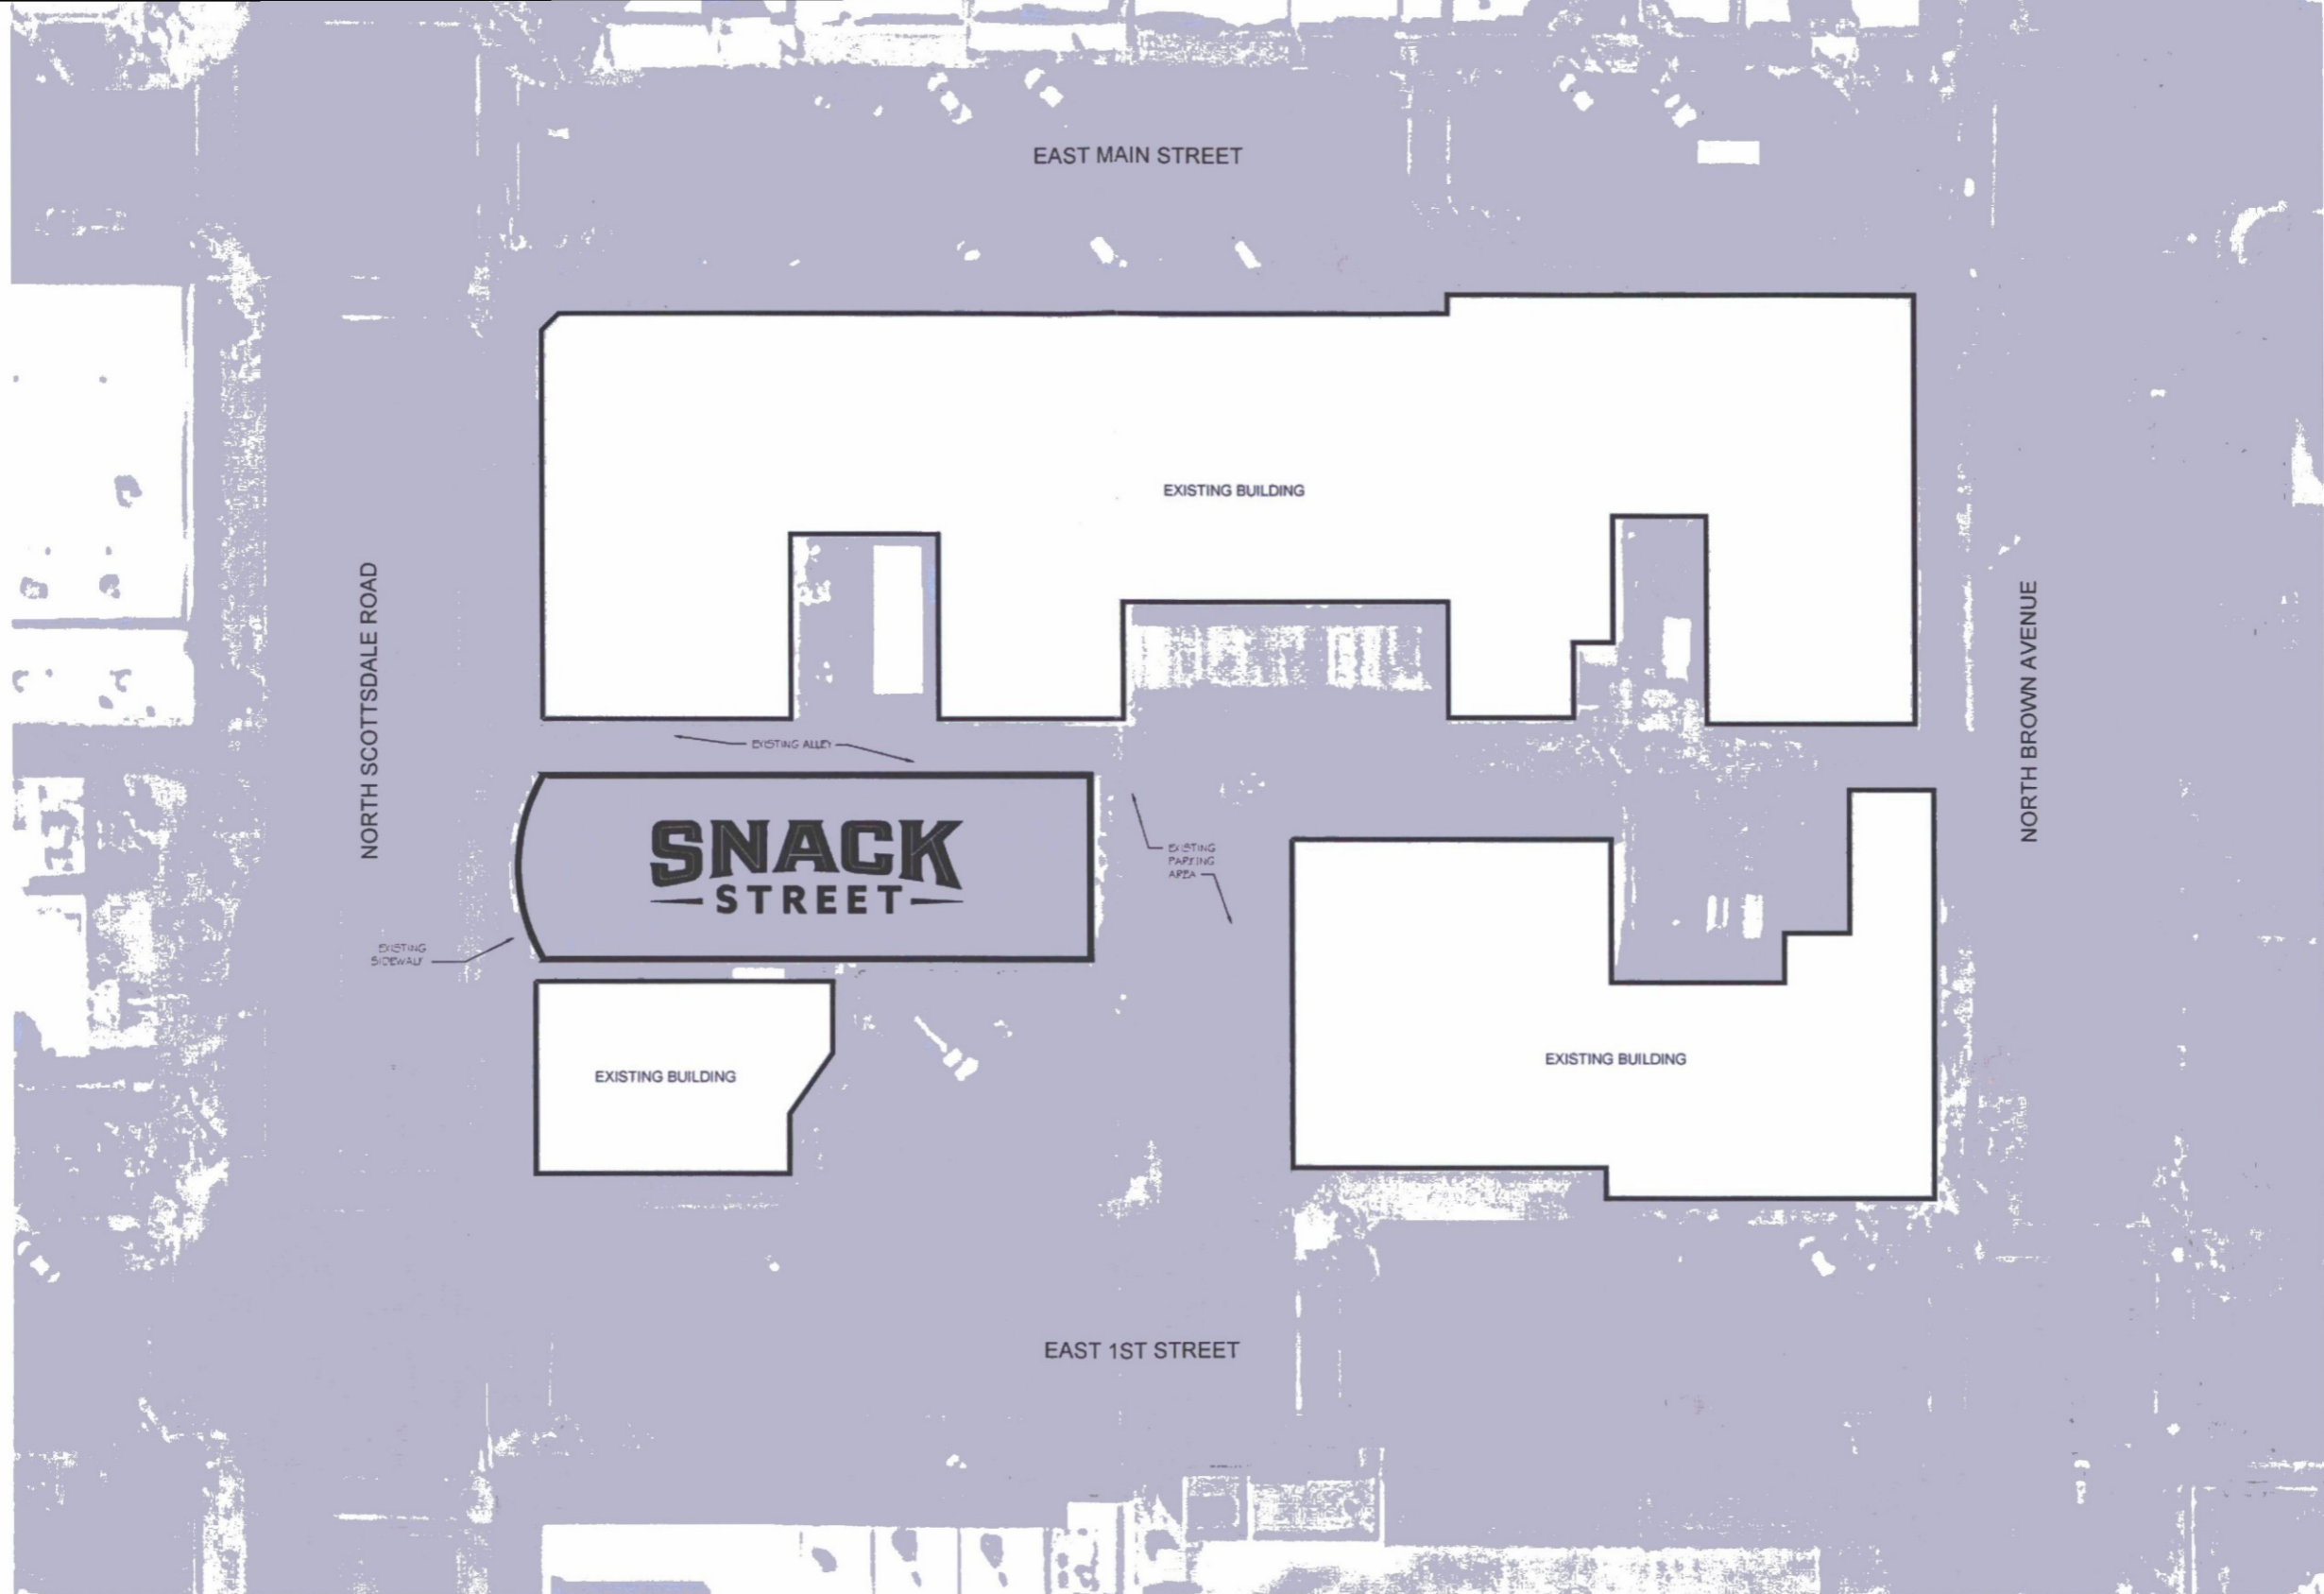 EAST MAIN STREET
EXISTING BUILDING
NORTH SCOTTSDALE ROAD
NORTH BROWN AVENUE
EXISTING ALLEY
SNACK
STREET
EXISTING
PARKING
AREA
EXISTING
SIDEWALK
EXISTING BUILDING
EXISTING BUILDING
EAST 1ST STREET